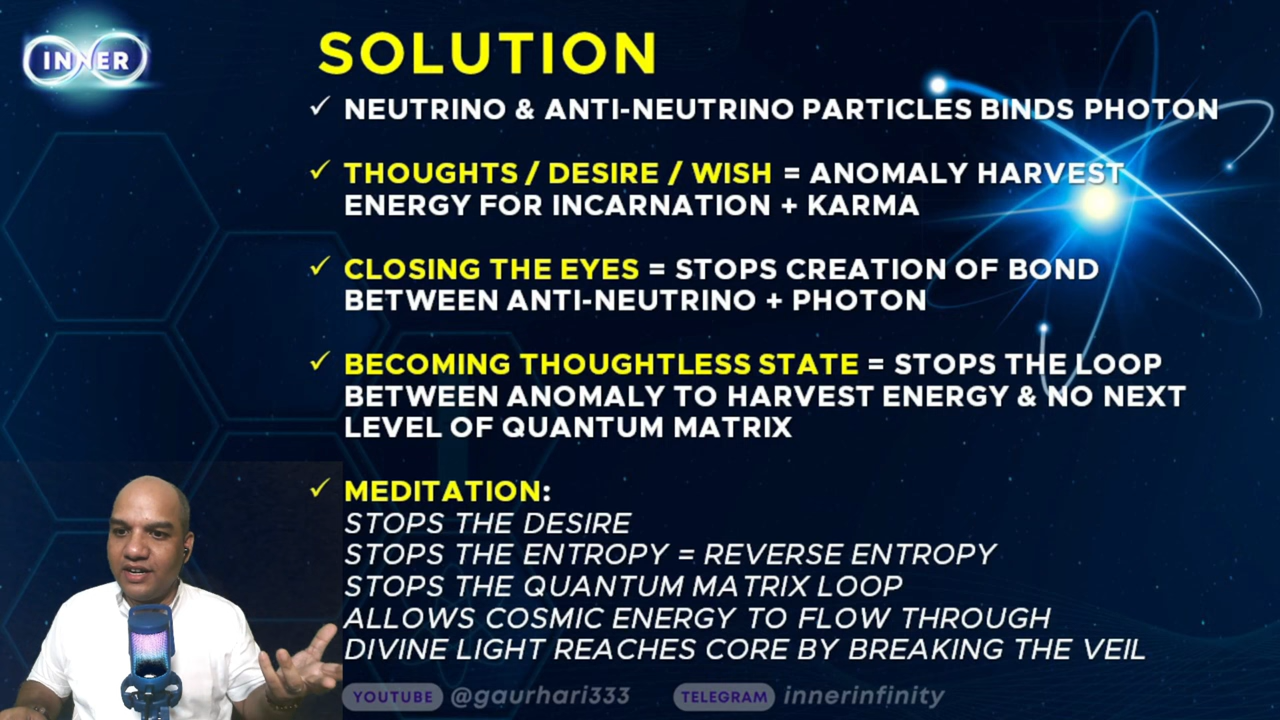 INNER
SOLUTION
✓ NEUTRINO & ANTI-NEUTRINO PARTICLES BINDS PHOTON
✓ THOUGHTS / DESIRE / WISH = ANOMALY HARVEST
ENERGY FOR INCARNATION + KARMA
✓ CLOSING THE EYES = STOPS CREATION OF BOND
BETWEEN ANTI-NEUTRINO + PHOTON
✓ BECOMING THOUGHTLESS STATE = STOPS THE LOOP
BETWEEN ANOMALY TO HARVEST ENERGY & NO NEXT
LEVEL OF QUANTUM MATRIX
✓ MEDITATION:
STOPS THE DESIRE
STOPS THE ENTROPY = REVERSE ENTROPY
STOPS THE QUANTUM MATRIX LOOP
ALLOWS COSMIC ENERGY TO FLOW THROUGH
DIVINE LIGHT REACHES CORE BY BREAKING THE VEIL
YOUTUBE @gaurhari333 TELEGRAM innerinfinity